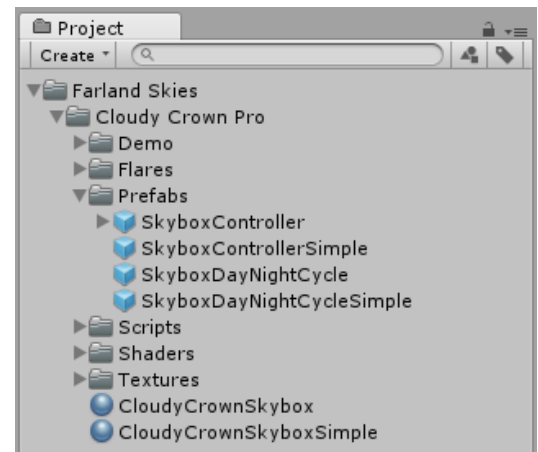 Project
Create
Farland Skies
Cloudy Crown Pro
Demo
Flares
Prefabs
SkyboxController
SkyboxControllerSimple
SkyboxDayNightCycle
SkyboxDayNightCycleSimple
Scripts
Shaders
Textures
CloudyCrownSkybox
CloudyCrownSkyboxSimple